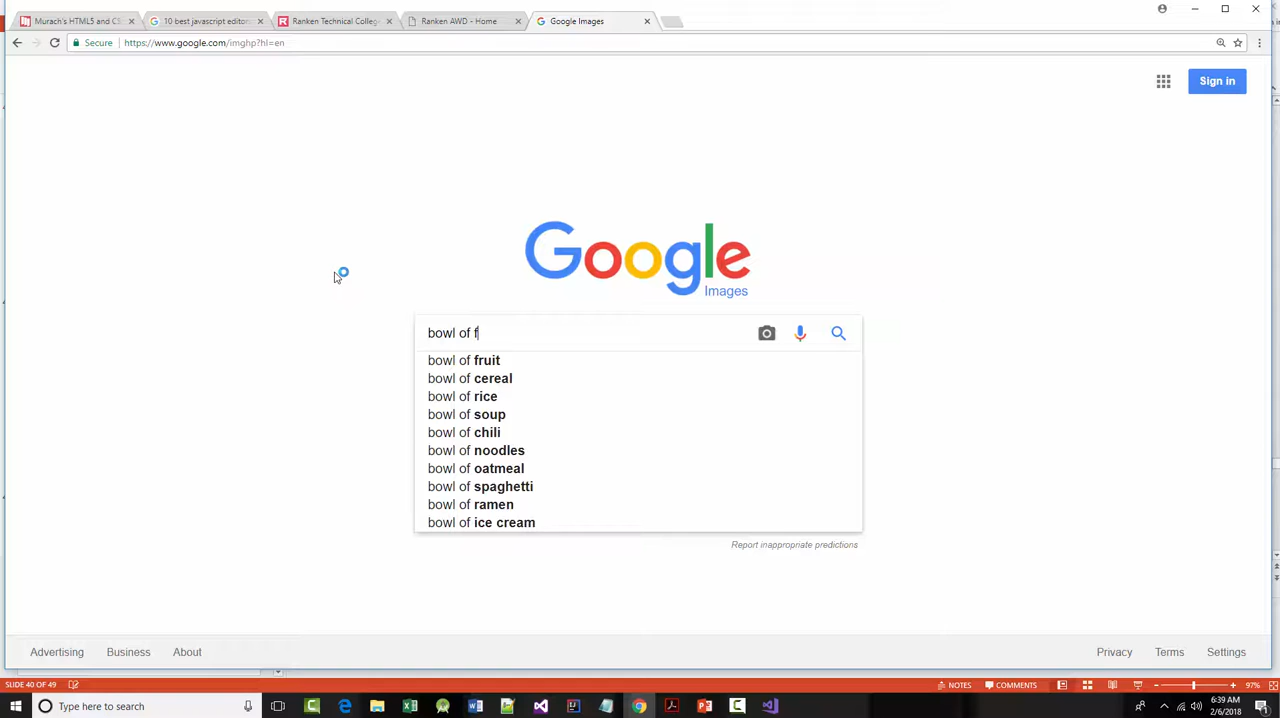 Murach's HTML5 and CS
10 best javascript editor
Ranken Technical Colleg
Ranken AWD - Home
Google Images
Secure
https://www.google.com/imghp?hl=en
Sign in
Google
Images
bowl of f
bowl of fruit
bowl of cereal
bowl of rice
bowl of soup
bowl of chili
bowl of noodles
bowl of oatmeal
bowl of spaghetti
bowl of ramen
bowl of ice cream
Report inappropriate predictions
Advertising Business About Privacy Terms Settings
SLIDE 40 OF 49 NOTES COMMENTS 97%
Type here to search
6:39 AM
2/6/2018